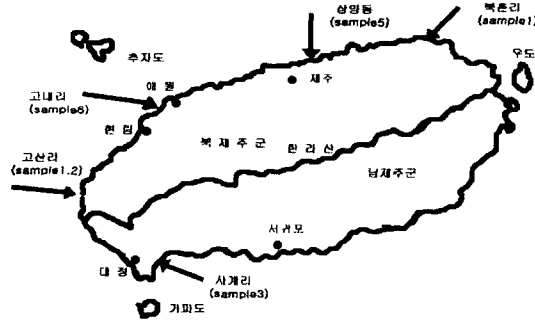 삼양동
(sample5)
북촌리
(sample1)
우도
추자도
애 월
제주
고내리
(sample6)
한림
북 제 주 군
한 라 산
고산리
(sample1,2)
남제주군
서귀포
대 정
사계리
(sample3)
가파도